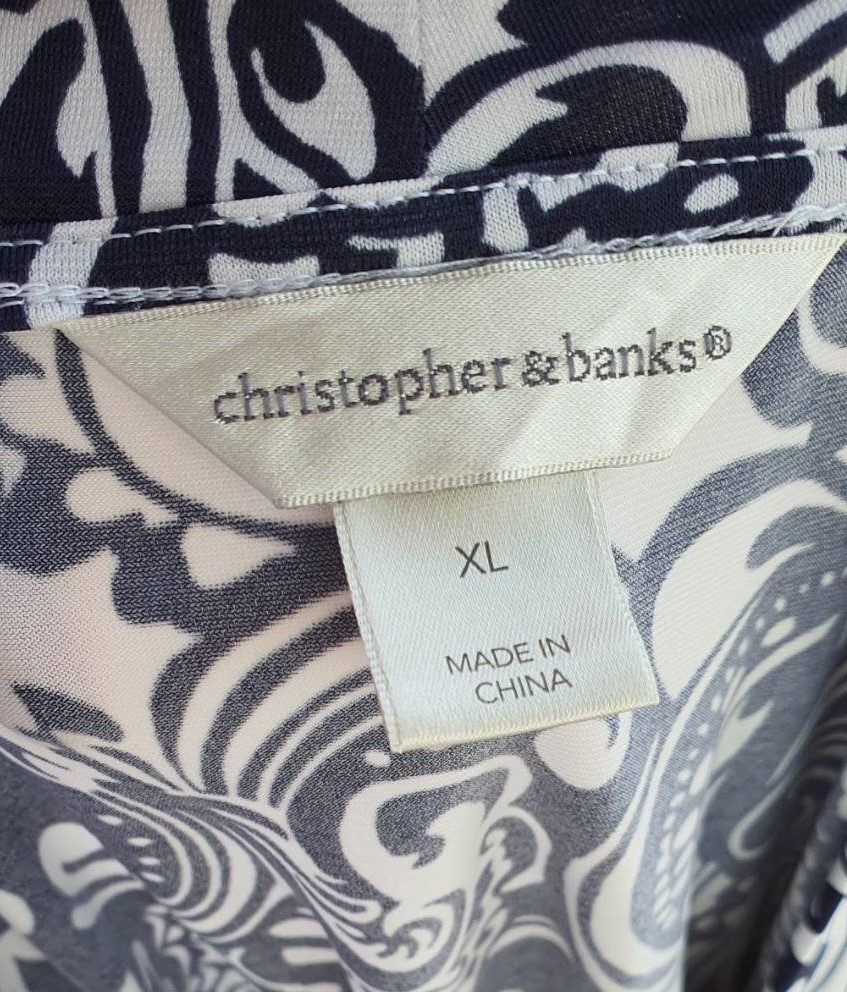 christopher & banks®
XL
MADE IN
CHINA